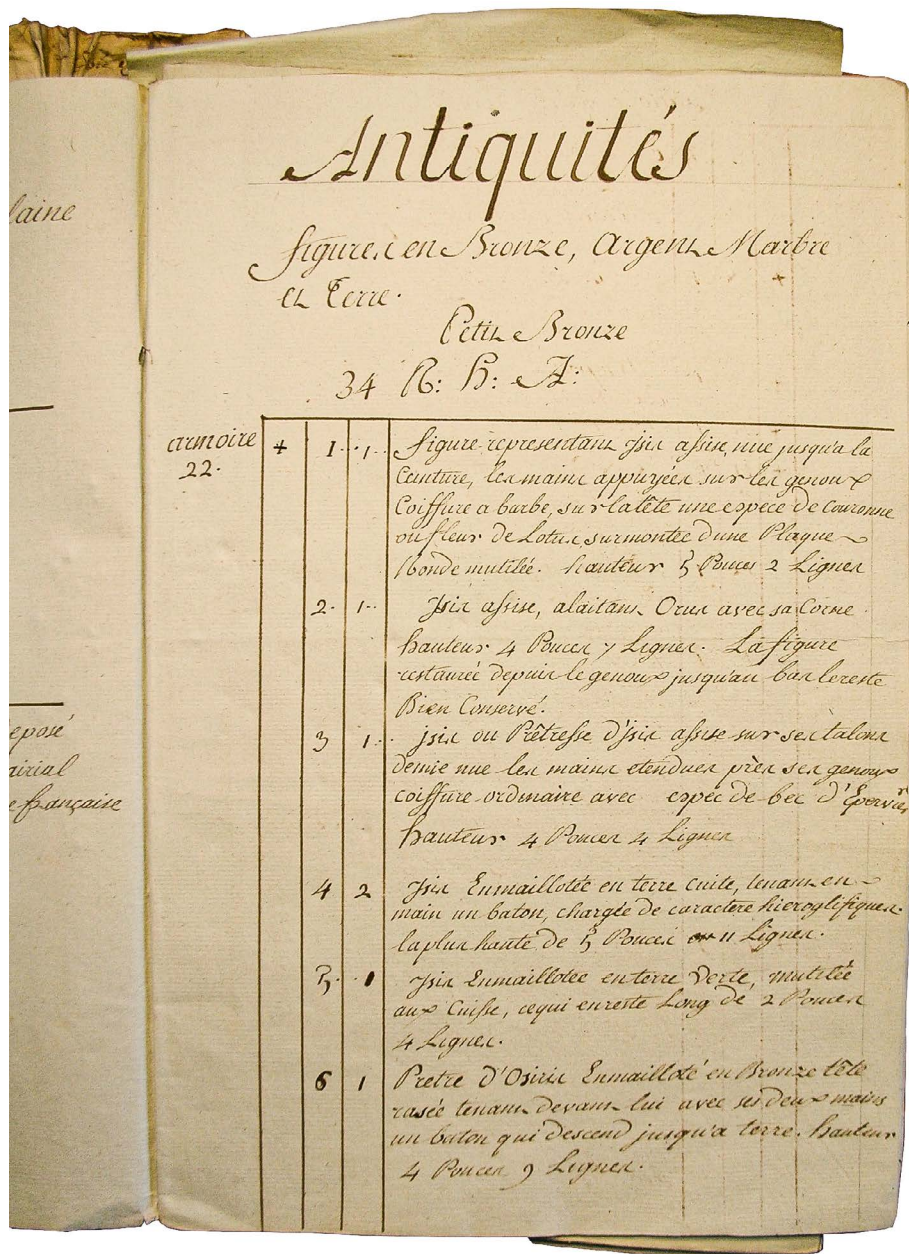 laine
eposé
airial
e française
Antiquités
figures en Bronze, Argent Marbre
et Terre.
Petit Bronze
34 R: H: A:
armoire
22.
+ 1 . 1 . figure representant Isis assise, nue jusqu'a la
Ceinture, les mains appuyées sur les genoux
Coiffure a barbe, sur la tête une espece de Couronne
ou fleur de Lotus surmontée d'une Plaque
Ronde mutilée. hauteur 5 Pouces 2 Lignes
2. 1.. Isis assise, alaitant Orus avec sa Corne.
hauteur 4 Pouces 7 Lignes. La figure
restaurée depuis le genoux jusqu'au bas le reste
Bien Conservé.
3 1.. isis ou Prêtresse d'isis assise sur ses talons
demie nue les mains etendues près ses genoux
coiffure ordinaire avec espéc de bec d'Epervier
hauteur 4 Pouces 4 Lignes
4 2 Isis Enmaillotée en terre cuite, tenant en
main un baton, chargée de caractere hieroglifiques.
la plus haute de 5 Pouces 11 Lignes.
5. 1 Isis Enmaillotée en terre Verte, mutilée
aux Cuisse, ce qui en reste Long de 2 Pouces
4 Lignes.
6 1 Pretre d'Osiris Enmailloté en Bronze tête
rasée tenant devant lui avec ses deux mains
un baton qui descend jusqu'a terre. hauteur
4 Pouces 9 Lignes.